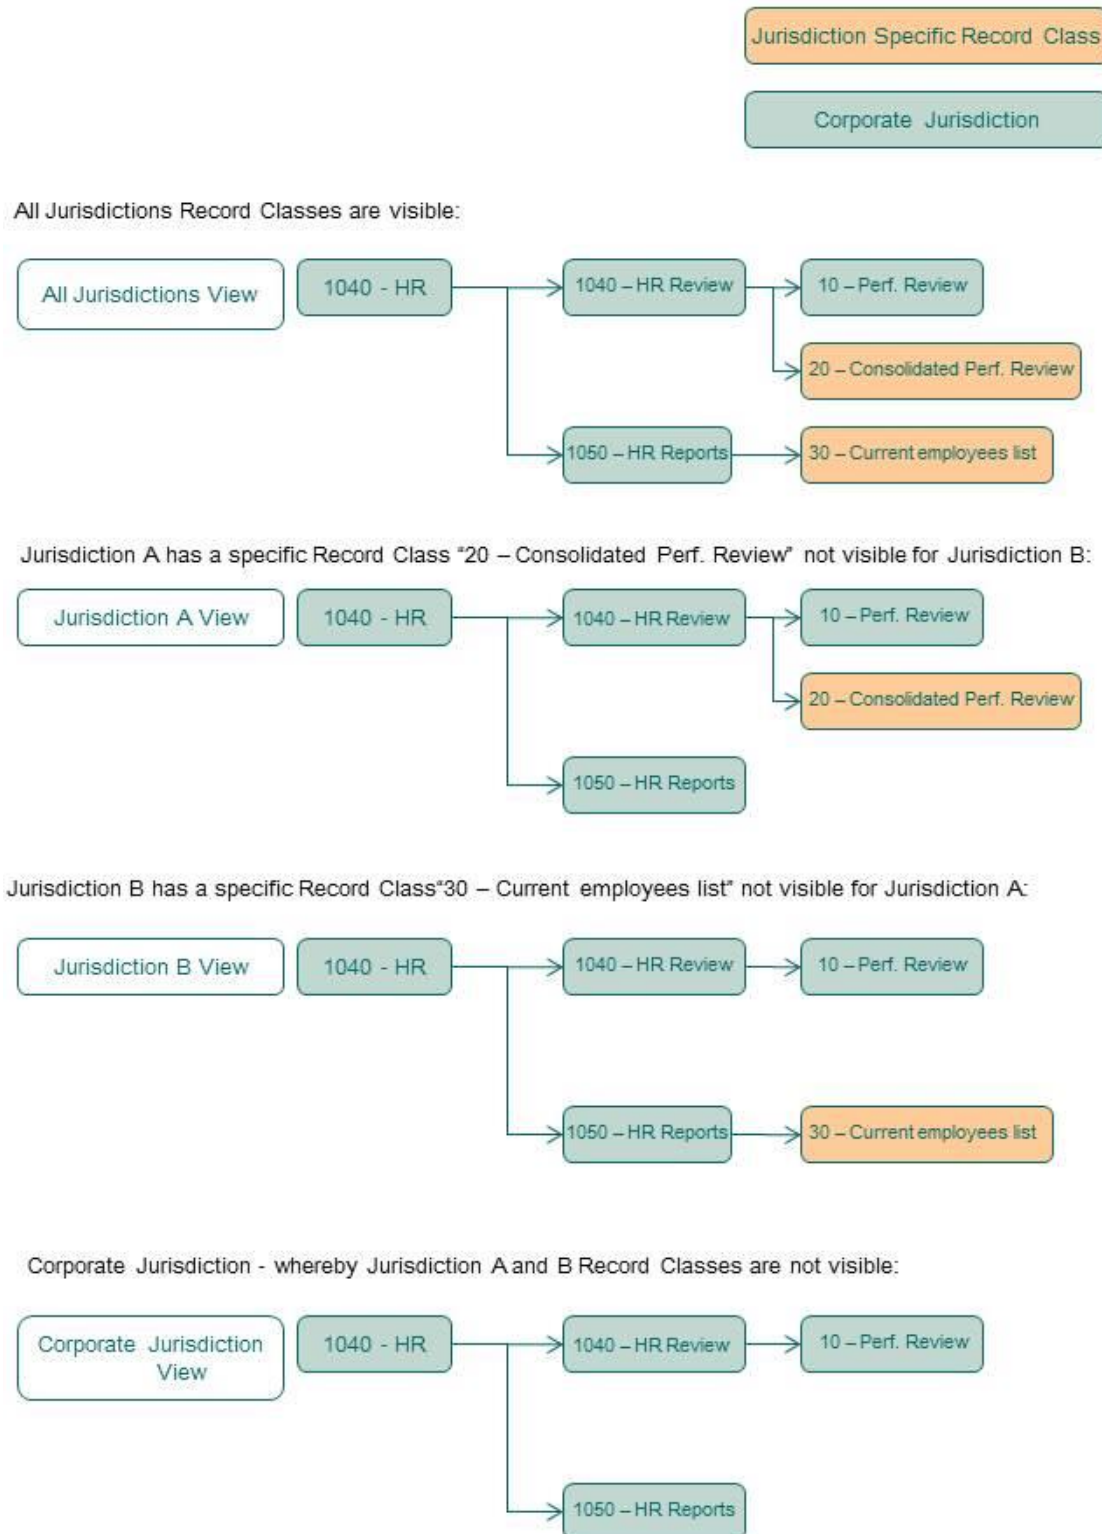 Jurisdiction Specific Record Class
Corporate Jurisdiction
All Jurisdictions Record Classes are visible:
All Jurisdictions View
1040 - HR
1040 – HR Review
10 – Perf. Review
20 – Consolidated Perf. Review
1050 – HR Reports
30 – Current employees list
Jurisdiction A has a specific Record Class “20 – Consolidated Perf. Review” not visible for Jurisdiction B:
Jurisdiction A View
1040 - HR
1040 – HR Review
10 – Perf. Review
20 – Consolidated Perf. Review
1050 – HR Reports
Jurisdiction B has a specific Record Class“30 – Current employees list” not visible for Jurisdiction A:
Jurisdiction B View
1040 - HR
1040 – HR Review
10 – Perf. Review
1050 – HR Reports
30 – Current employees list
Corporate Jurisdiction - whereby Jurisdiction A and B Record Classes are not visible:
Corporate Jurisdiction
View
1040 - HR
1040 – HR Review
10 – Perf. Review
1050 – HR Reports